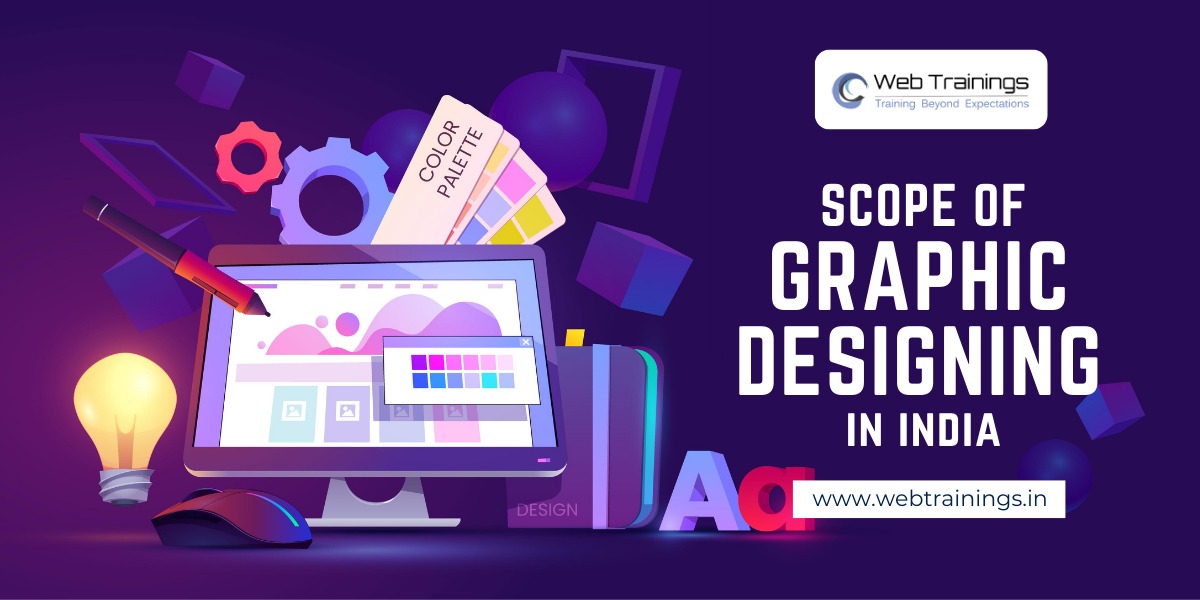 Web Trainings
Training Beyond Expectations
COLOR
PALETTE
SCOPE OF
GRAPHIC
DESIGNING
IN INDIA
DESIGN
Aa
www.webtrainings.in